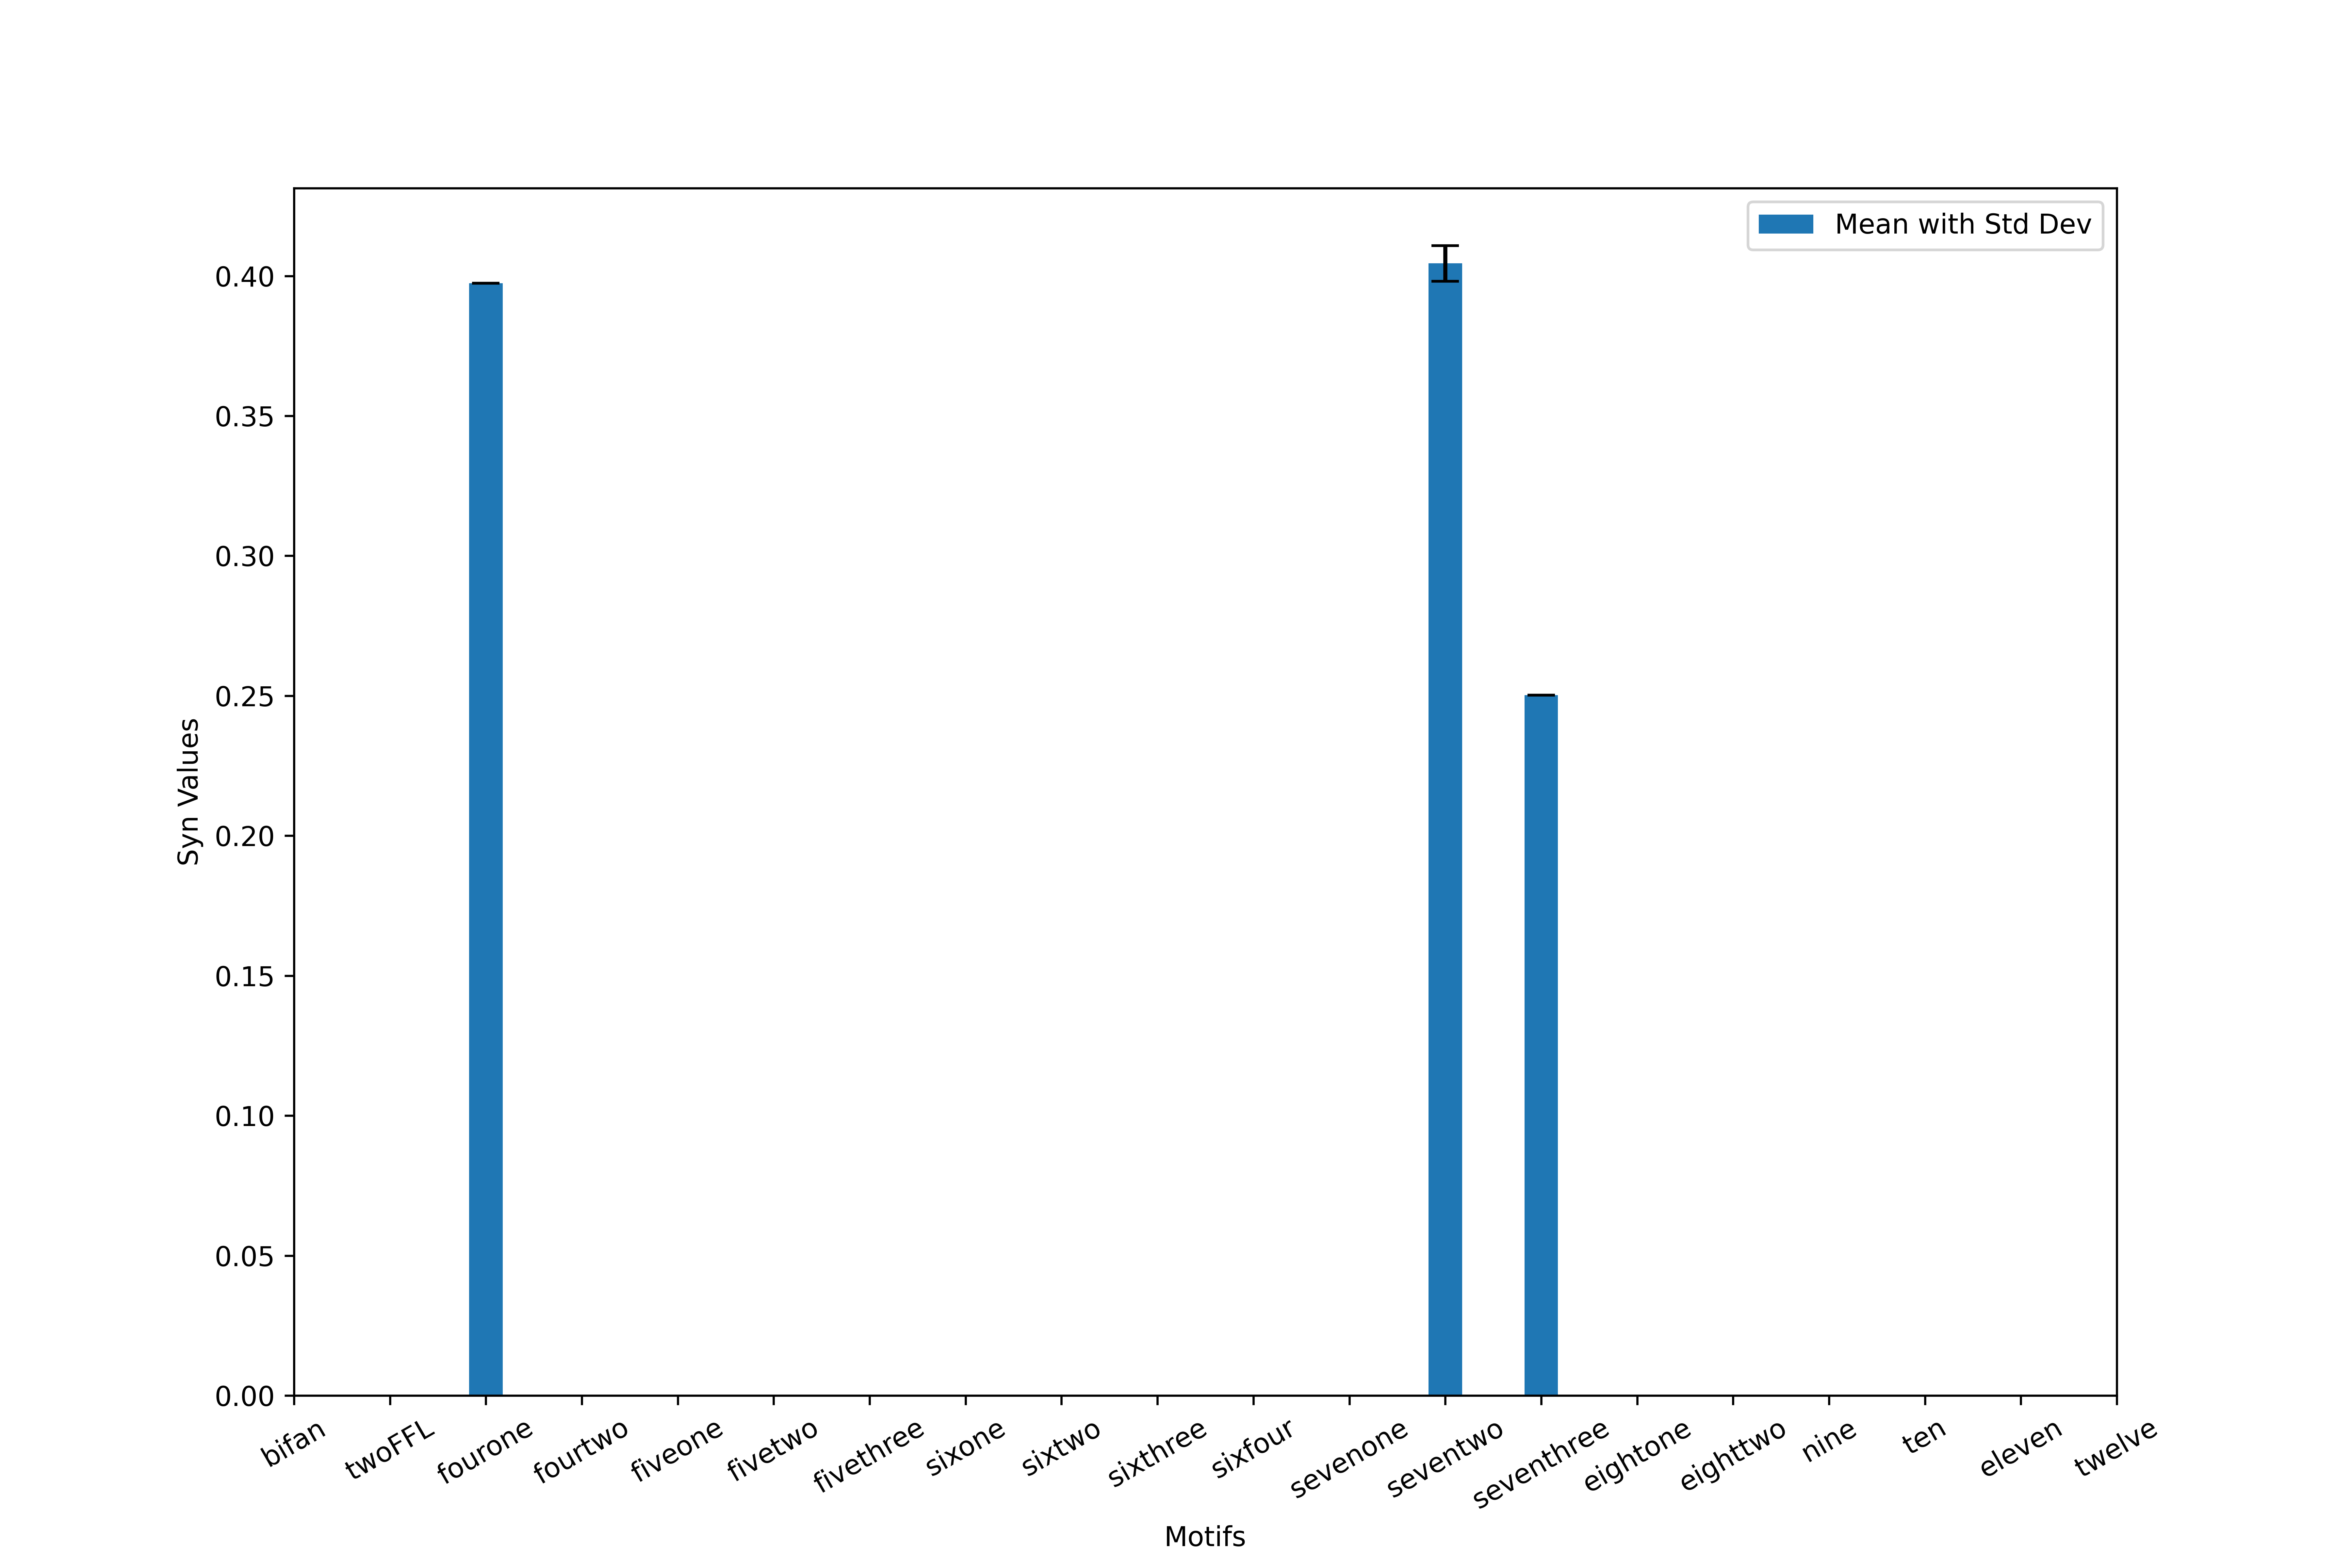 Mean with Std Dev
0.40
0.35
0.30
0.25
0.20
0.15
0.10
0.05
0.00
Syn Values
bifan
twoFFL
fourone
fourtwo
fiveone
fivetwo
fivethree
sixone
sixtwo
sixthree
sixfour
sevenone
seventwo
seventhree
eightone
eighttwo
nine
ten
eleven
twelve
Motifs